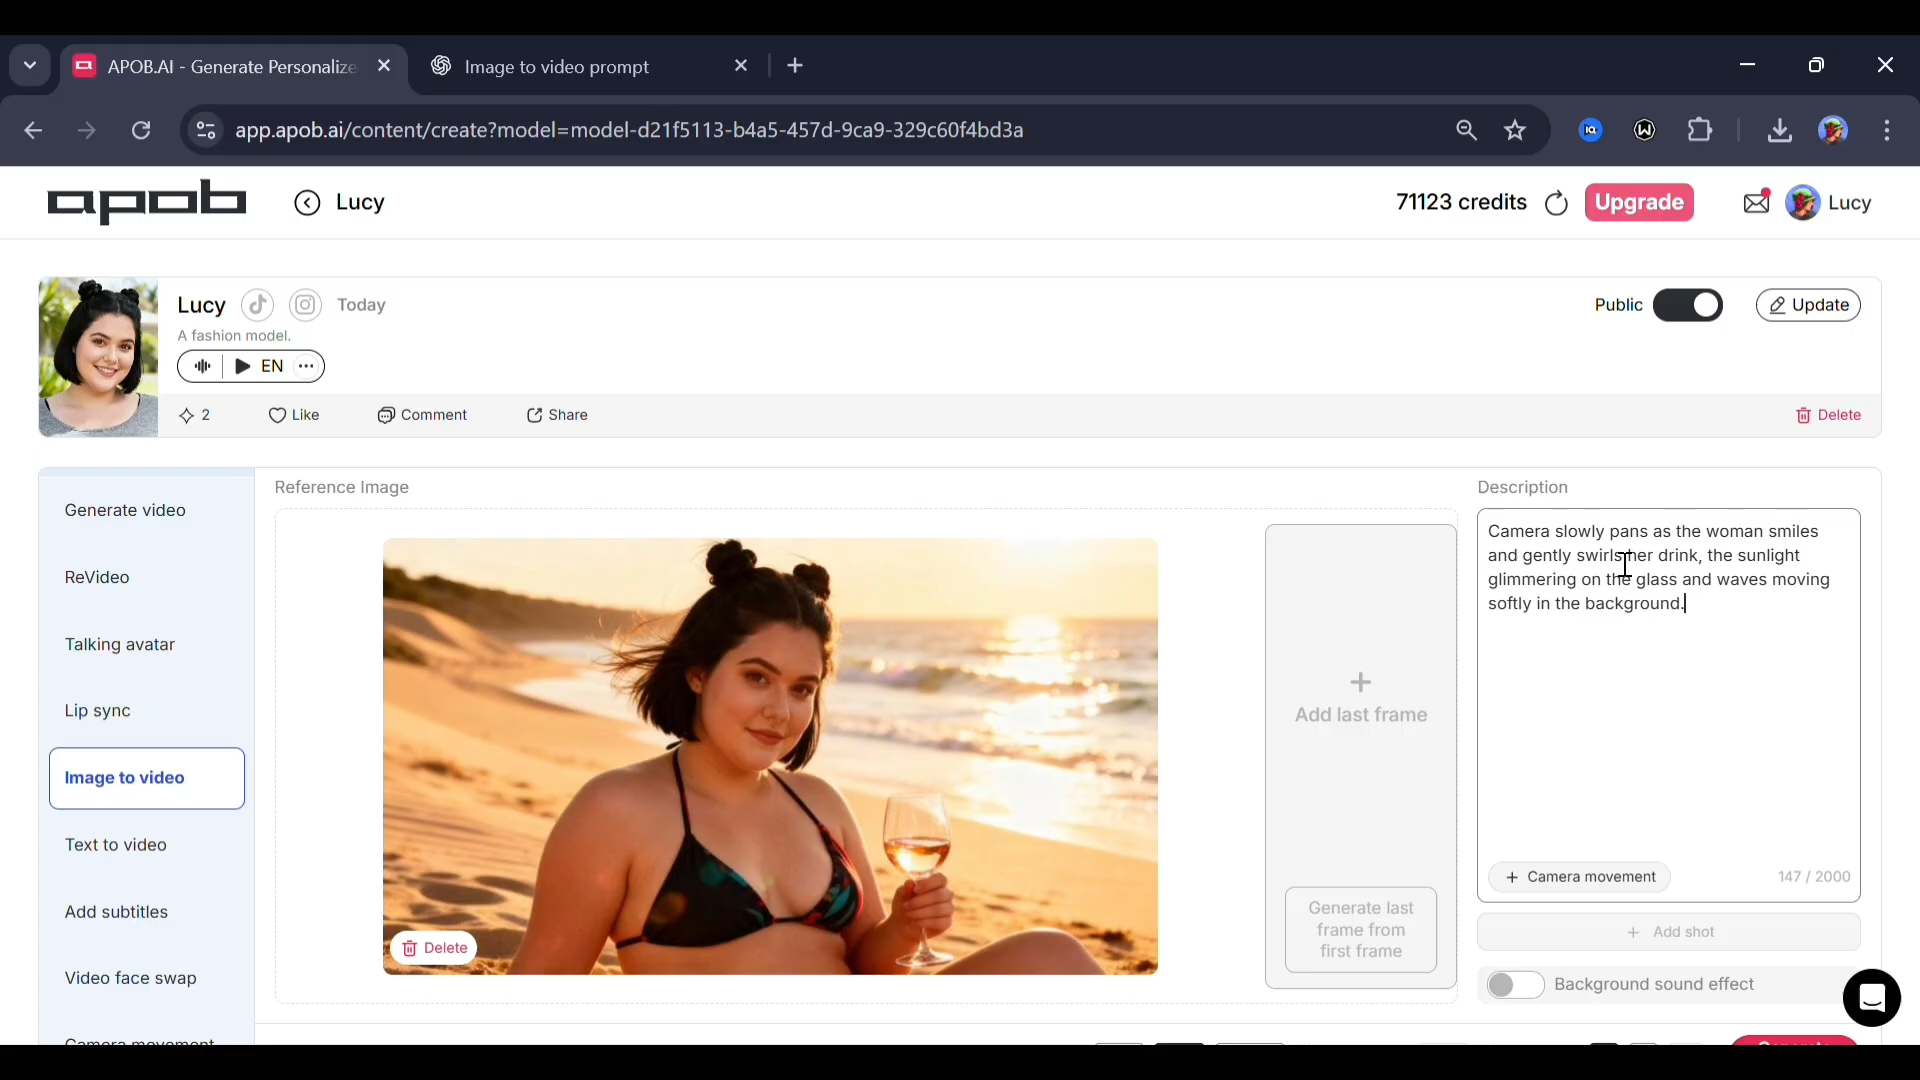 APOB.AI - Generate Personalize
Image to video prompt
app.apob.ai/content/create?model=model-d21f5113-b4a5-457d-9ca9-329c60f4bd3a
apob
Lucy
71123 credits
Upgrade
Lucy
Lucy
Today
A fashion model.
EN
Public
Update
2
Like
Comment
Share
Delete
Generate video
ReVideo
Talking avatar
Lip sync
Image to video
Text to video
Add subtitles
Video face swap
Camera movement
Reference Image
Delete
Add last frame
Generate last
frame from
first frame
Description
Camera slowly pans as the woman smiles
and gently swirls her drink, the sunlight
glimmering on the glass and waves moving
softly in the background.
Camera movement
147 / 2000
Add shot
Background sound effect
Generate